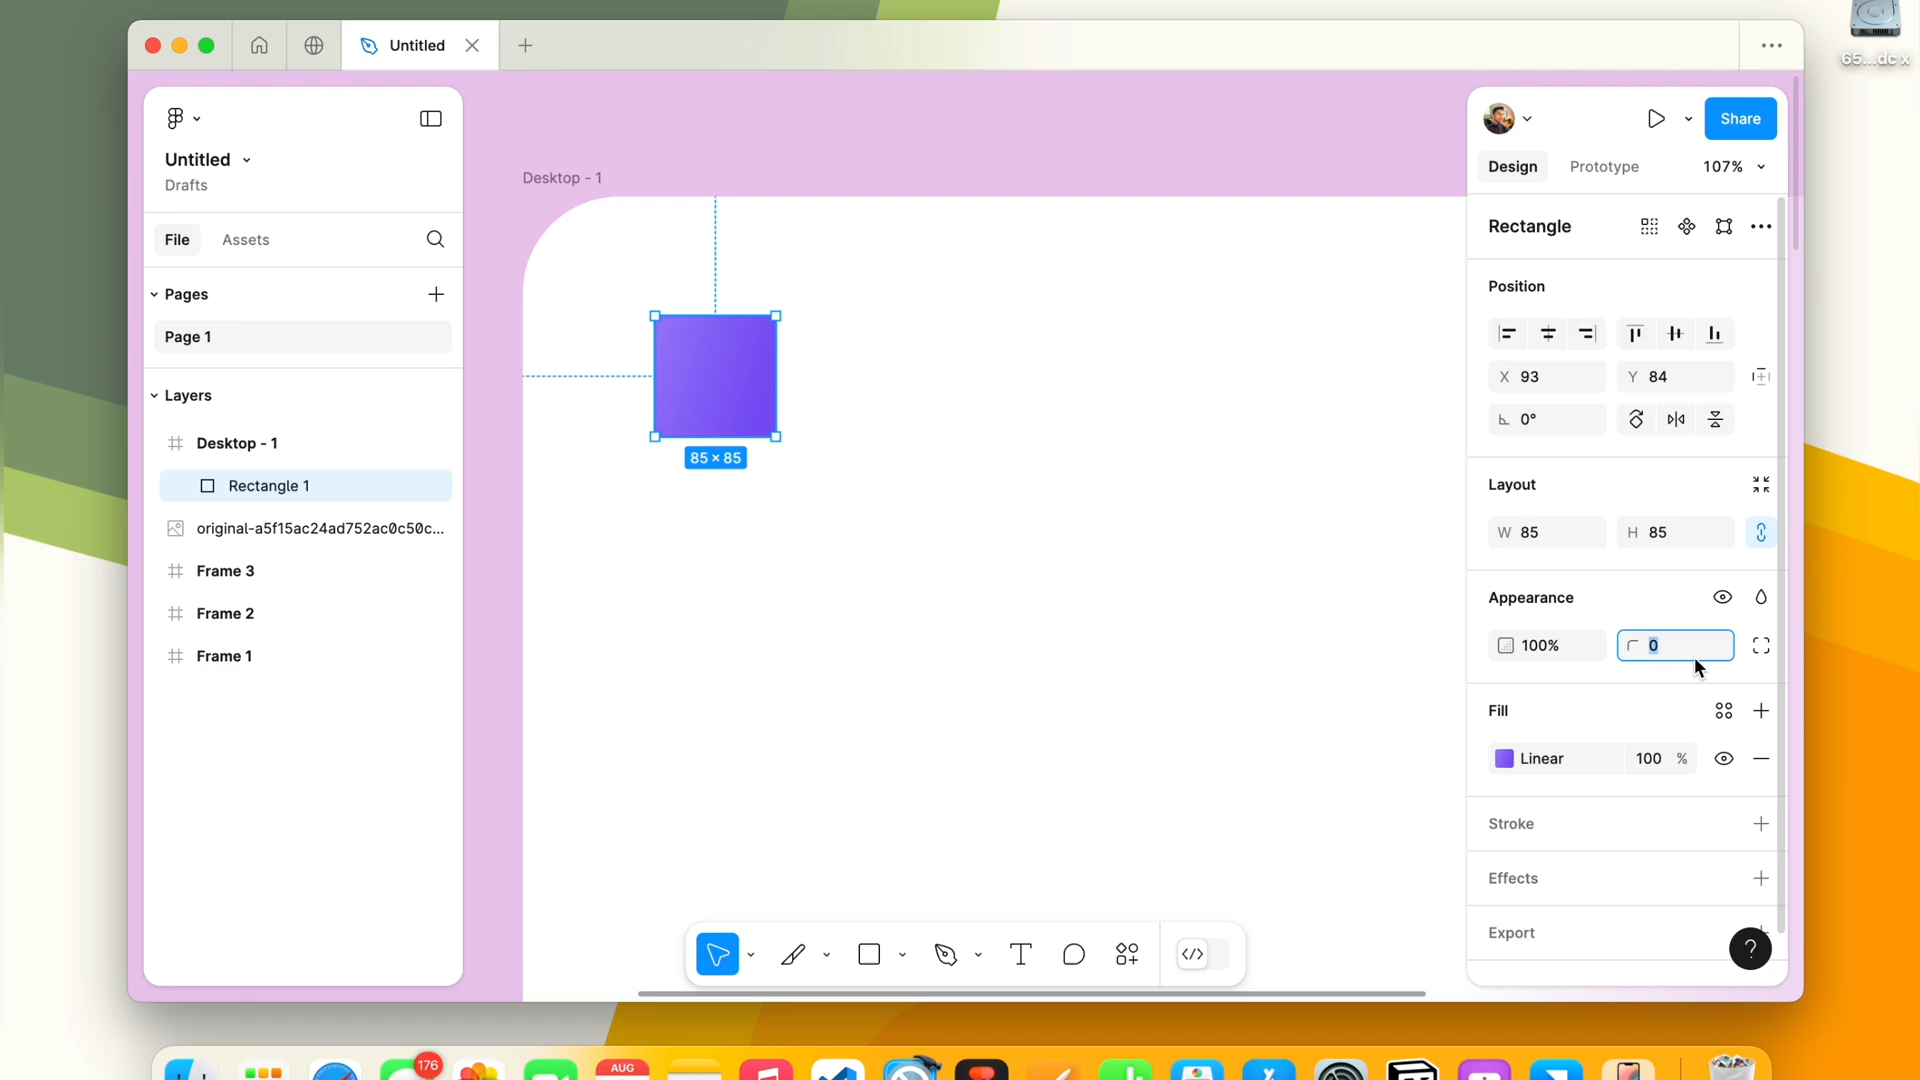 65...dc x
Untitled
Share
Untitled
Drafts
Design
Prototype
107%
Desktop - 1
Rectangle
File
Assets
Position
Pages
Page 1
X 93
Y 84
0°
Layers
Desktop - 1
85 × 85
Layout
Rectangle 1
W 85
H 85
original-a5f15ac24ad752ac0c50c...
Frame 3
Appearance
Frame 2
100%
0
Frame 1
Fill
Linear
100 %
Stroke
Effects
Export
?
176
AUG